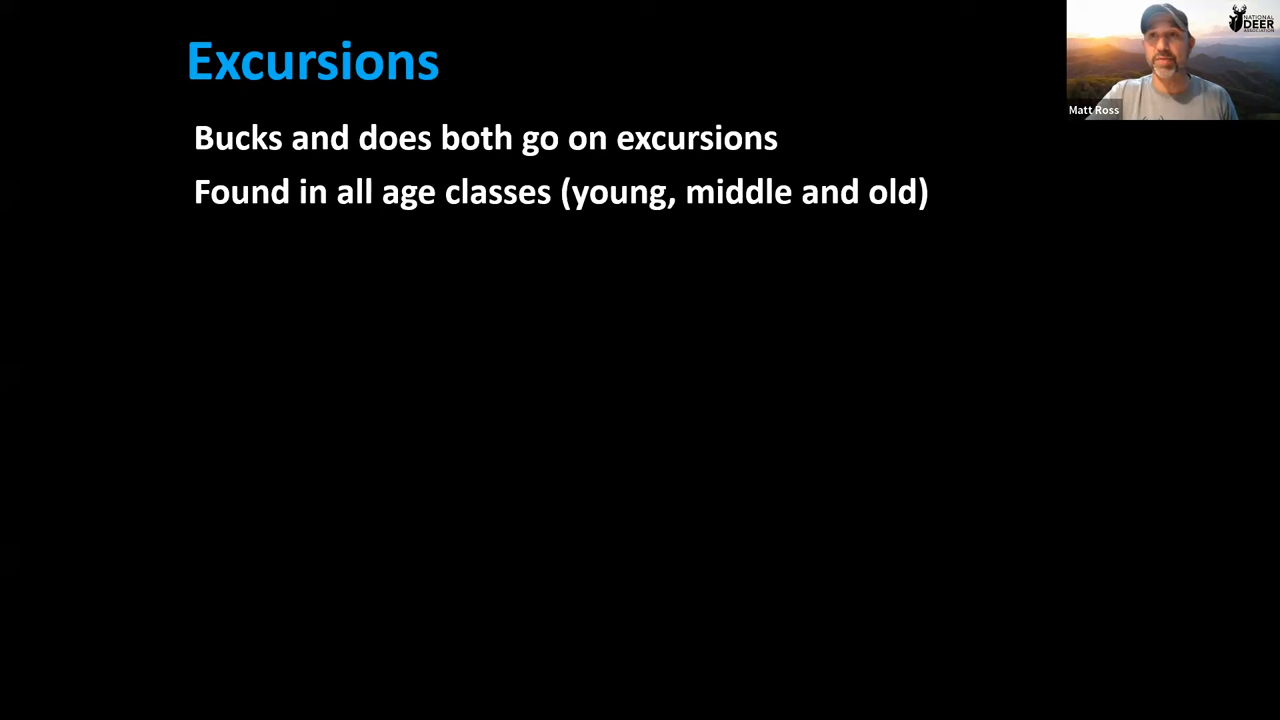 Excursions
Bucks and does both go on excursions
Found in all age classes (young, middle and old)
NATIONAL
DEER
ASSOCIATION
Matt Ross